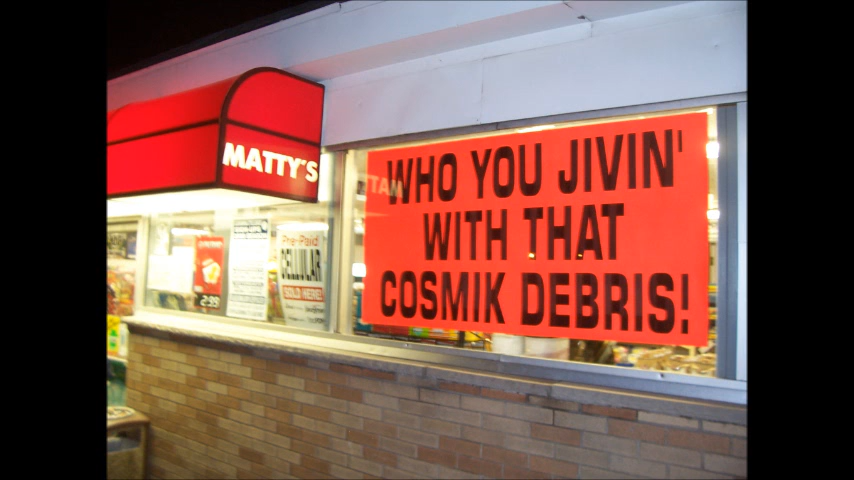 MATTY'S
WHO YOU JIVIN'
WITH THAT
COSMIK DEBRIS!
Pre-Paid
CELLULAR
SOLD HERE!
2.99